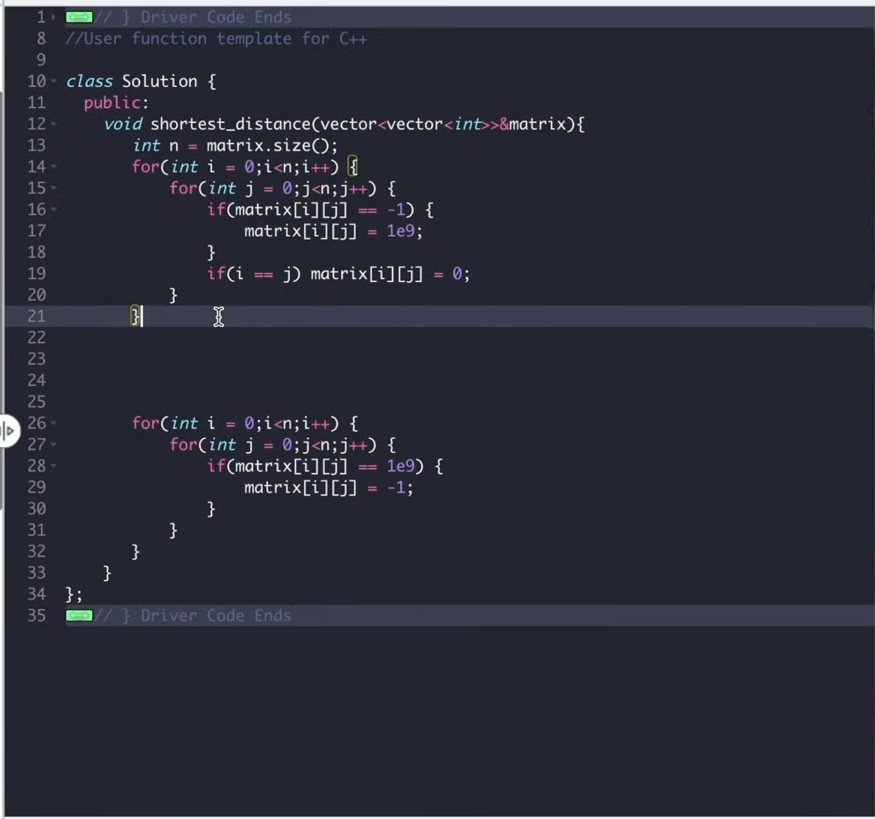 1 // } Driver Code Ends
8 //User function template for C++
9
10 class Solution {
11   public:
12     void shortest_distance(vector<vector<int>>&matrix){
13        int n = matrix.size();
14        for(int i = 0;i<n;i++) {
15            for(int j = 0;j<n;j++) {
16                if(matrix[i][j] == -1) {
17                    matrix[i][j] = 1e9;
18                }
19                if(i == j) matrix[i][j] = 0;
20            }
21        }
22
23
24
25
26        for(int i = 0;i<n;i++) {
27            for(int j = 0;j<n;j++) {
28                if(matrix[i][j] == 1e9) {
29                    matrix[i][j] = -1;
30                }
31            }
32        }
33     }
34 };
35 // } Driver Code Ends